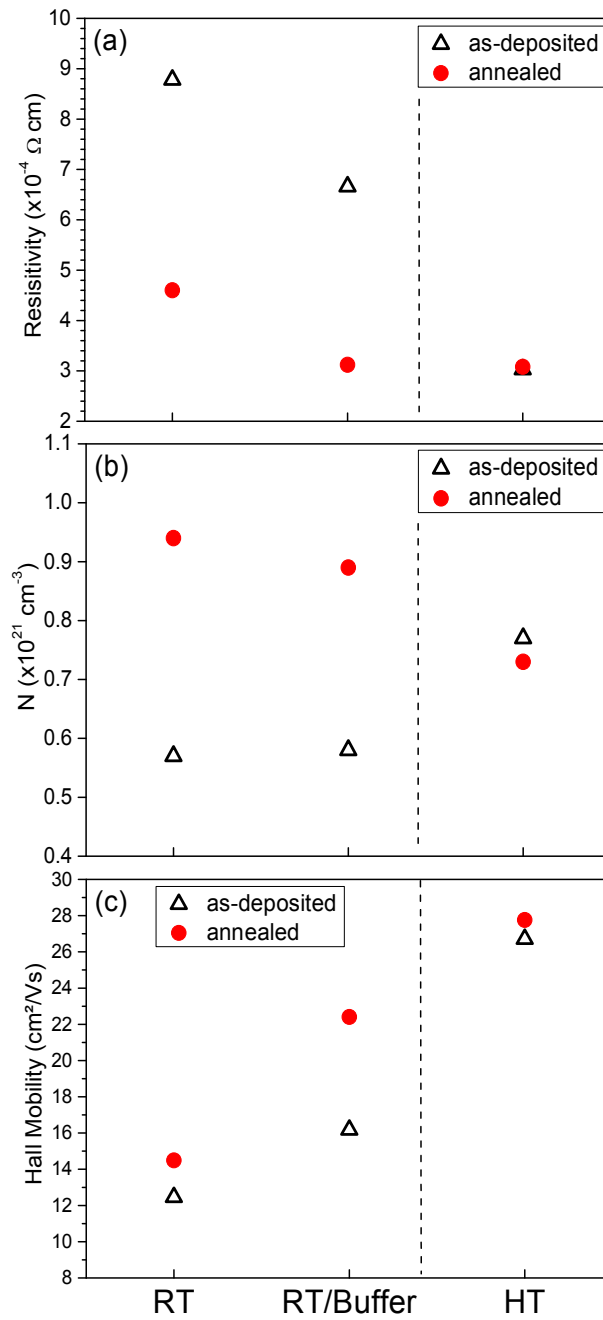 (a)
as-deposited
annealed
10
9
8
7
6
5
4
3
2
Resisitivity (x10⁻⁴ Ω cm)
(b)
as-deposited
annealed
1.1
1.0
0.9
0.8
0.7
0.6
0.5
0.4
N (x10²¹ cm⁻³)
(c)
as-deposited
annealed
30
28
26
24
22
20
18
16
14
12
10
8
Hall Mobility (cm²/Vs)
RT RT/Buffer HT